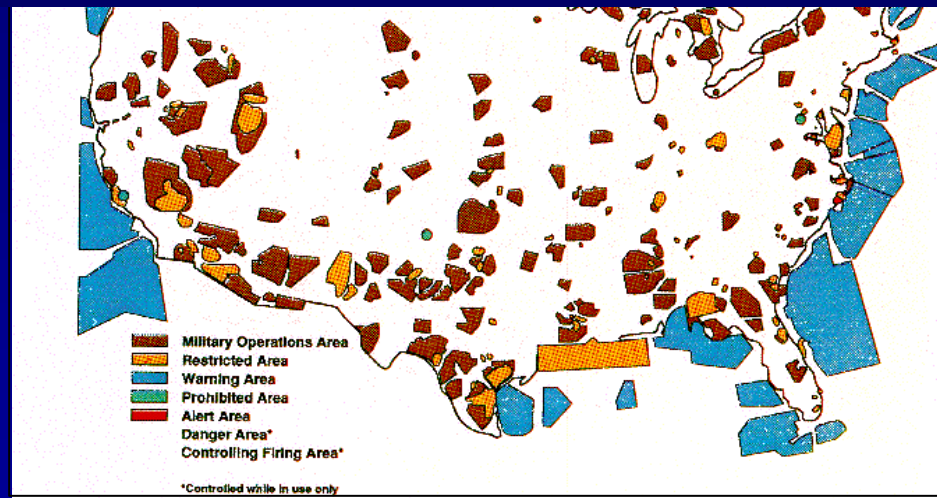 Military Operations Area
Restricted Area
Warning Area
Prohibited Area
Alert Area
Danger Area*
Controlling Firing Area*
*Controlled while in use only